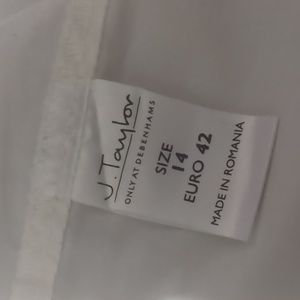 J. Taylor
ONLY AT DEBENHAMS
SIZE
14
EURO 42
MADE IN ROMANIA